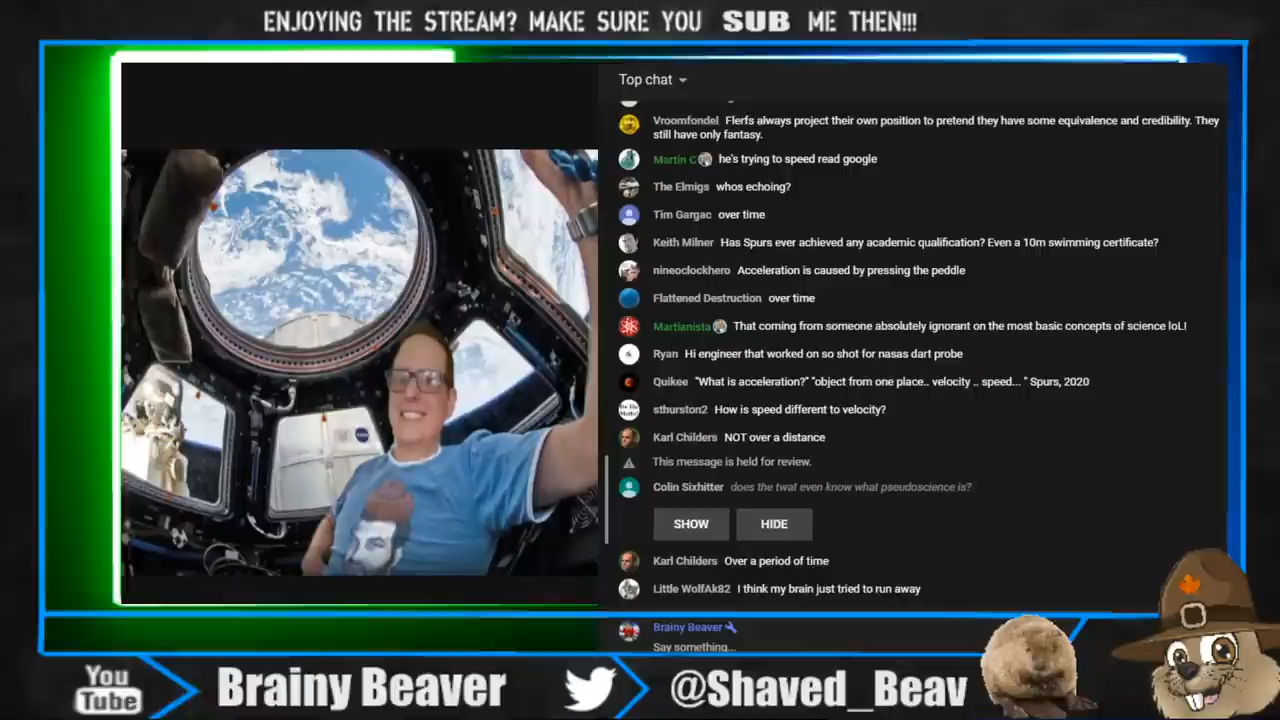 ENJOYING THE STREAM? MAKE SURE YOU SUB ME THEN!!!
Top chat
Vroomfondel Flerfs always project their own position to pretend they have some equivalence and credibility. They
still have only fantasy.
Martin C he's trying to speed read google
The Elmigs whos echoing?
Tim Gargac over time
Keith Milner Has Spurs ever achieved any academic qualification? Even a 10m swimming certificate?
nineoclockhero Acceleration is caused by pressing the peddle
Flattened Destruction over time
Martianista That coming from someone absolutely ignorant on the most basic concepts of science loL!
Ryan Hi engineer that worked on so shot for nasas dart probe
Quikee "What is acceleration?" "object from one place.. velocity .. speed... " Spurs, 2020
sthurston2 How is speed different to velocity?
Karl Childers NOT over a distance
This message is held for review.
Colin Sixhitter does the twat even know what pseudoscience is?
SHOW HIDE
Karl Childers Over a period of time
Little WolfAk82 I think my brain just tried to run away
Brainy Beaver
Say something...
You
Tube
Brainy Beaver
@Shaved_Beav